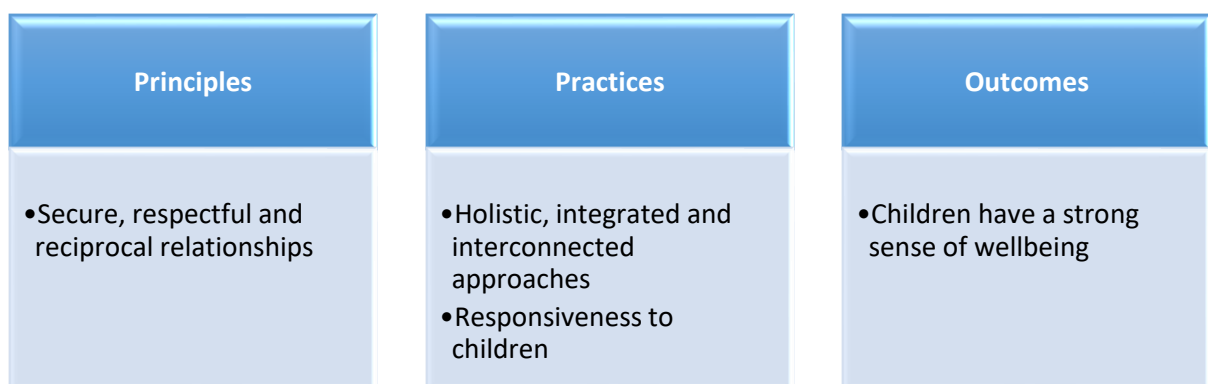 Principles
•Secure, respectful and
reciprocal relationships
Practices
•Holistic, integrated and
interconnected
approaches
•Responsiveness to
children
Outcomes
•Children have a strong
sense of wellbeing